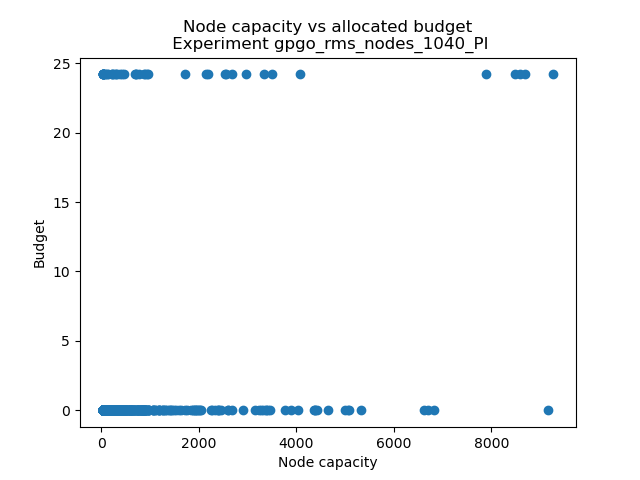 Node capacity vs allocated budget
Experiment gpgo_rms_nodes_1040_PI
25
20
15
10
5
0
Budget
0 2000 4000 6000 8000
Node capacity